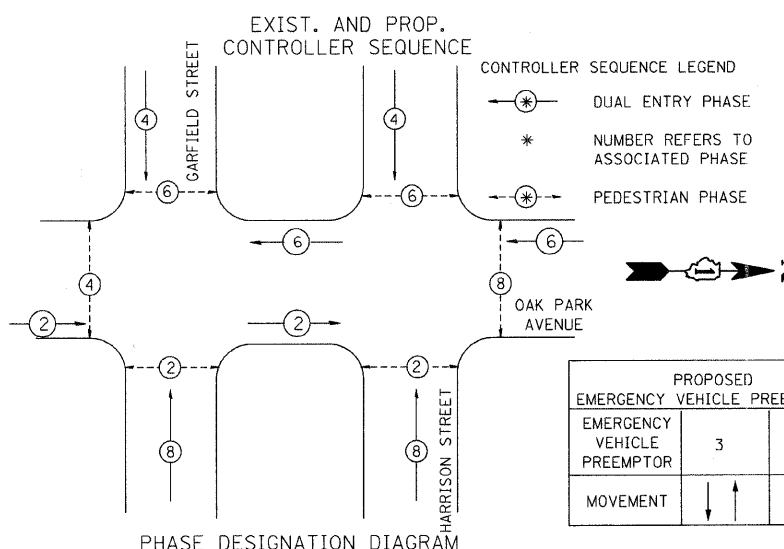 EXIST. AND PROP.
CONTROLLER SEQUENCE
GARFIELD STREET
CONTROLLER SEQUENCE LEGEND
* DUAL ENTRY PHASE
* NUMBER REFERS TO
ASSOCIATED PHASE
* PEDESTRIAN PHASE
4
4
6
6
6
6
4
8
OAK PARK
AVENUE
2
2
2
2
8
8
HARRISON STREET
PHASE DESIGNATION DIAGRAM
PROPOSED
EMERGENCY VEHICLE PREE
EMERGENCY
VEHICLE
PREEMPTOR
3
MOVEMENT